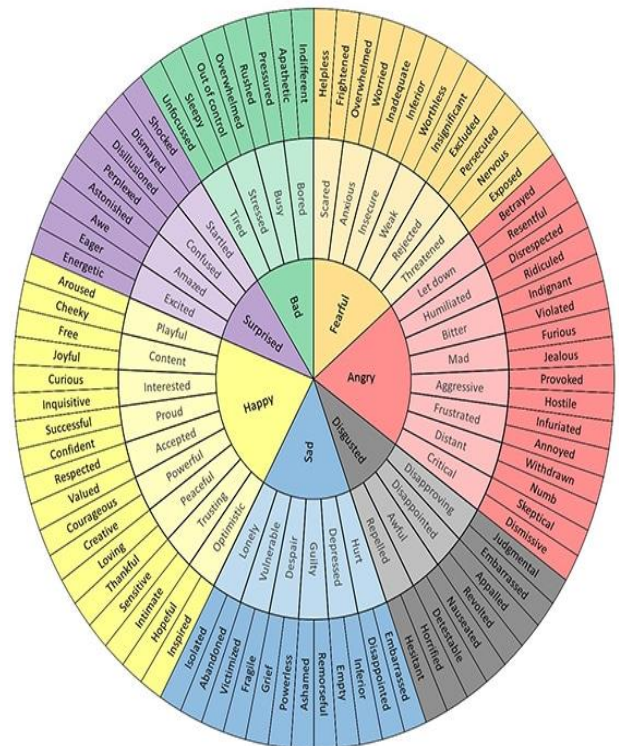 Fearful
Angry
Disgusted
Sad
Happy
Surprised
Bad
Scared
Anxious
Insecure
Weak
Rejected
Threatened
Let down
Humiliated
Bitter
Mad
Aggressive
Frustrated
Distant
Critical
Disapproving
Disappointed
Awful
Repelled
Hurt
Depressed
Guilty
Despair
Vulnerable
Lonely
Optimistic
Trusting
Peaceful
Powerful
Accepted
Proud
Interested
Content
Playful
Excited
Amazed
Confused
Startled
Tired
Stressed
Busy
Bored
Helpless
Frightened
Overwhelmed
Worried
Inadequate
Inferior
Worthless
Insignificant
Excluded
Persecuted
Nervous
Exposed
Betrayed
Resentful
Disrespected
Ridiculed
Indignant
Violated
Furious
Jealous
Provoked
Hostile
Infuriated
Annoyed
Withdrawn
Numb
Skeptical
Dismissive
Judgmental
Embarrassed
Appalled
Revolted
Nauseated
Detestable
Horrified
Hesitant
Embarrassed
Disappointed
Inferior
Empty
Remorseful
Ashamed
Powerless
Grief
Fragile
Victimized
Abandoned
Isolated
Inspired
Hopeful
Intimate
Sensitive
Thankful
Loving
Creative
Courageous
Valued
Respected
Confident
Successful
Inquisitive
Curious
Joyful
Free
Cheeky
Aroused
Energetic
Eager
Awe
Astonished
Perplexed
Disillusioned
Dismayed
Shocked
Unfocussed
Sleepy
Out of control
Overwhelmed
Rushed
Pressured
Apathetic
Indifferent